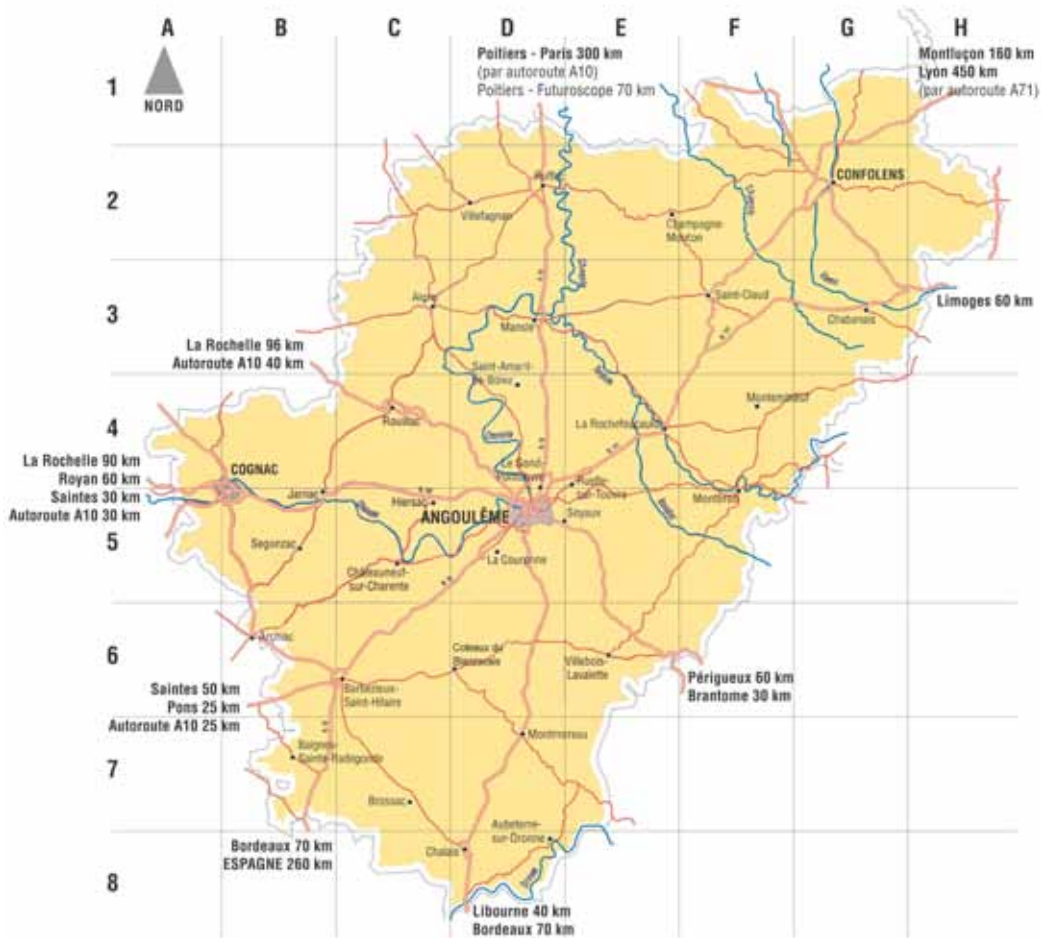 A B C D E F G H
1
2
3
4
5
6
7
8
NORD
Poitiers - Paris 300 km
(par autoroute A10)
Poitiers - Futuroscope 70 km
Montluçon 160 km
Lyon 450 km
(par autoroute A71)
CONFOLENS
Villefagnan
Champagne-
Mouton
Aigre
Mansle
Saint-Claud
Chabanais
Limoges 60 km
La Rochelle 96 km
Autoroute A10 40 km
Saint-Amant-
de-Boixe
Rouillac
La Rochefoucauld
Montembœuf
La Rochelle 90 km
Royan 60 km
Saintes 30 km
Autoroute A10 30 km
COGNAC
Jarnac
Hiersac
ANGOULÊME
Le Gond-
Pontouvre
Ruelle-
sur-Touvre
Soyaux
Montbron
Segonzac
Châteauneuf-
sur-Charente
La Couronne
Archiac
Coteaux du
Villebois-
Lavalette
Barbezieux-
Saint-Hilaire
Saintes 50 km
Pons 25 km
Autoroute A10 25 km
Périgueux 60 km
Brantome 30 km
Montmoreau
Baignes-
Sainte-Radegonde
Brossac
Aubeterre-
sur-Dronne
Chalais
Bordeaux 70 km
ESPAGNE 260 km
Libourne 40 km
Bordeaux 70 km